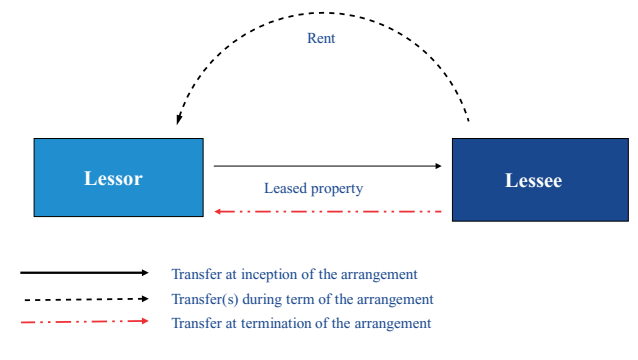 Rent
Lessor
Leased property
Lessee
Transfer at inception of the arrangement
Transfer(s) during term of the arrangement
Transfer at termination of the arrangement